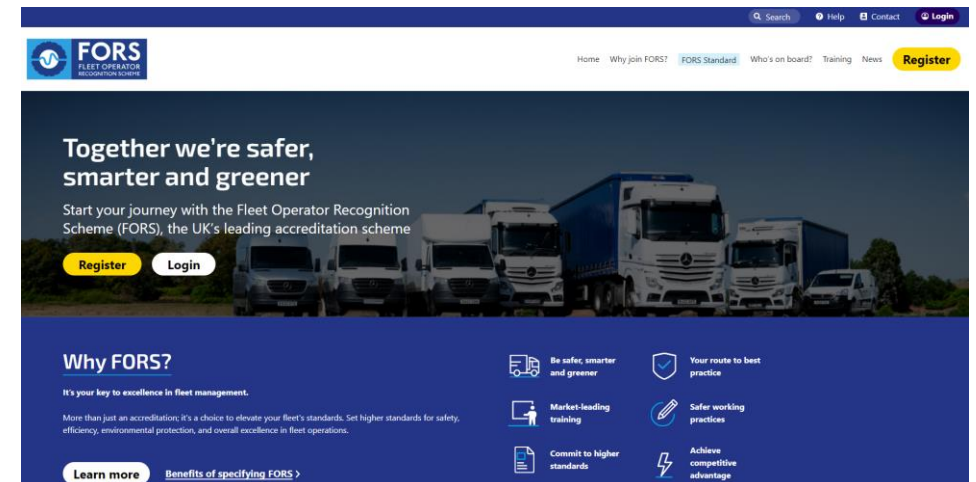 Search Help Contact Login
FORS
FLEET OPERATOR
RECOGNITION SCHEME
Home Why join FORS? FORS Standard Who's on board? Training News Register
Together we're safer,
smarter and greener
Start your journey with the Fleet Operator Recognition
Scheme (FORS), the UK's leading accreditation scheme
Register Login
Why FORS?
It's your key to excellence in fleet management.
More than just an accreditation; it's a choice to elevate your fleet's standards. Set higher standards for safety,
efficiency, environmental protection, and overall excellence in fleet operations.
Learn more Benefits of specifying FORS >
Be safer, smarter
and greener
Your route to best
practice
Market-leading
training
Safer working
practices
Commit to higher
standards
Achieve
competitive
advantage